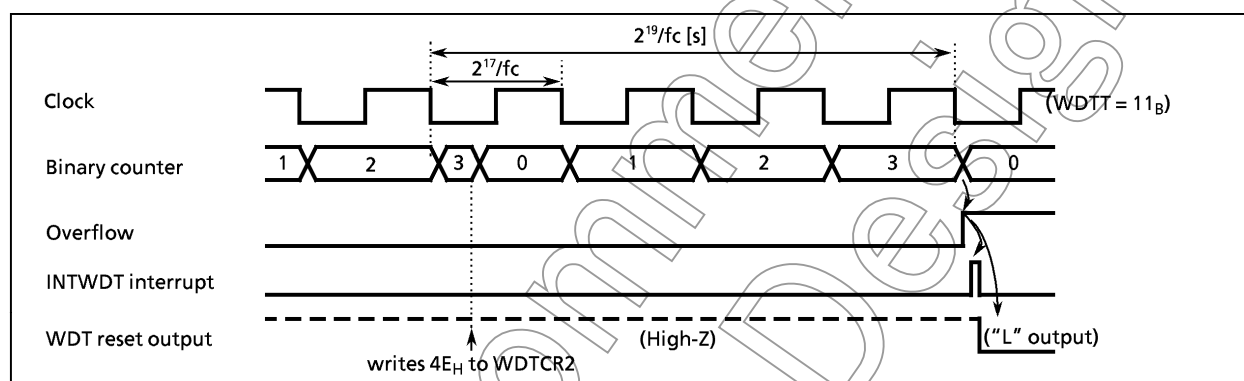 2¹⁹/fc [s]
2¹⁷/fc
Clock
(WDTT = 11B)
Binary counter
1 2 3 0 1 2 3 0
Overflow
INTWDT interrupt
WDT reset output
(High-Z)
("L" output)
writes 4EH to WDTCR2